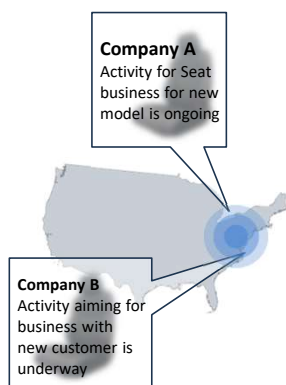 Company A
Activity for Seat
business for new
model is ongoing
Company B
Activity aiming for
business with
new customer is
underway